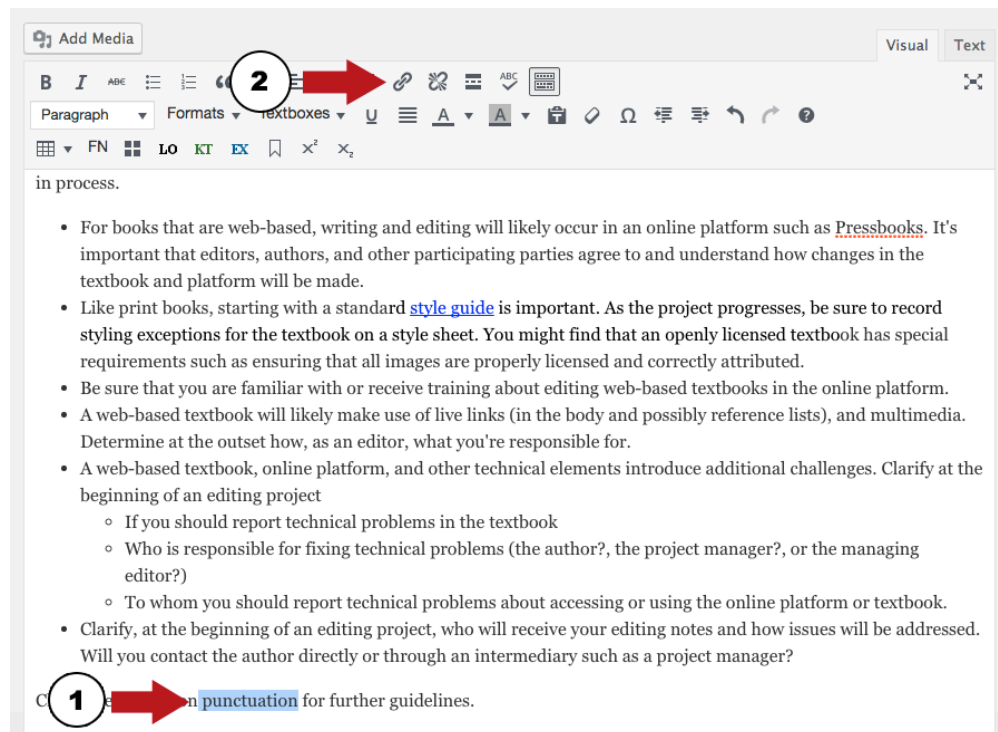 Add Media
Visual Text
B I ABE 2 ABC
Paragraph Formats Textboxes U A A Ω ?
FN LO KT EX x² x₂
in process.
• For books that are web-based, writing and editing will likely occur in an online platform such as Pressbooks. It's
important that editors, authors, and other participating parties agree to and understand how changes in the
textbook and platform will be made.
• Like print books, starting with a standard style guide is important. As the project progresses, be sure to record
styling exceptions for the textbook on a style sheet. You might find that an openly licensed textbook has special
requirements such as ensuring that all images are properly licensed and correctly attributed.
• Be sure that you are familiar with or receive training about editing web-based textbooks in the online platform.
• A web-based textbook will likely make use of live links (in the body and possibly reference lists), and multimedia.
Determine at the outset how, as an editor, what you're responsible for.
• A web-based textbook, online platform, and other technical elements introduce additional challenges. Clarify at the
beginning of an editing project
◦ If you should report technical problems in the textbook
◦ Who is responsible for fixing technical problems (the author?, the project manager?, or the managing
editor?)
◦ To whom you should report technical problems about accessing or using the online platform or textbook.
• Clarify, at the beginning of an editing project, who will receive your editing notes and how issues will be addressed.
Will you contact the author directly or through an intermediary such as a project manager?
1 punctuation for further guidelines.